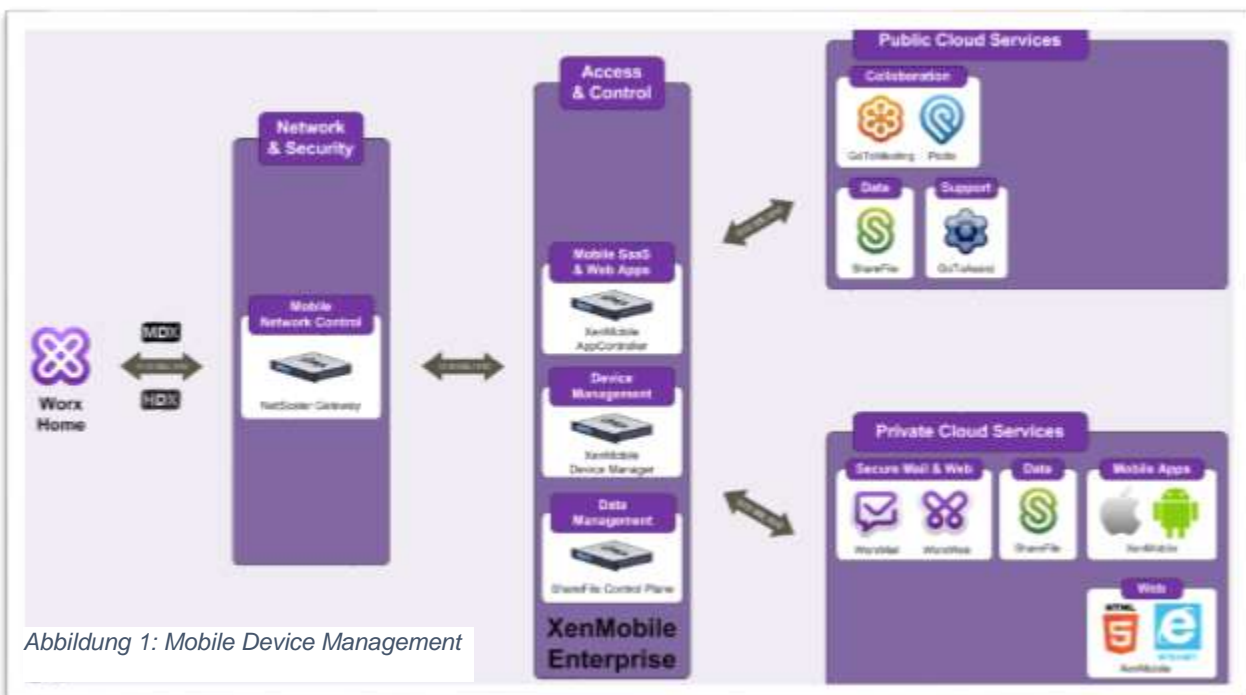 Public Cloud Services
Access
& Control
Collaboration
Network
& Security
GoToMeeting
Podio
Data
Support
Mobile SaaS
& Web Apps
ShareFile
GoToAssist
Mobile
Network Control
XenMobile
AppController
MDX
Device
Management
HDX
NetScaler Gateway
Worx
Home
Private Cloud Services
XenMobile
Device Manager
Secure Mail & Web
Data
Mobile Apps
Data
Management
WorxMail
WorxWeb
ShareFile
XenMobile
ShareFile Control Plane
Web
HTML
5
XenMobile
Enterprise
Abbildung 1: Mobile Device Management
XenMobile